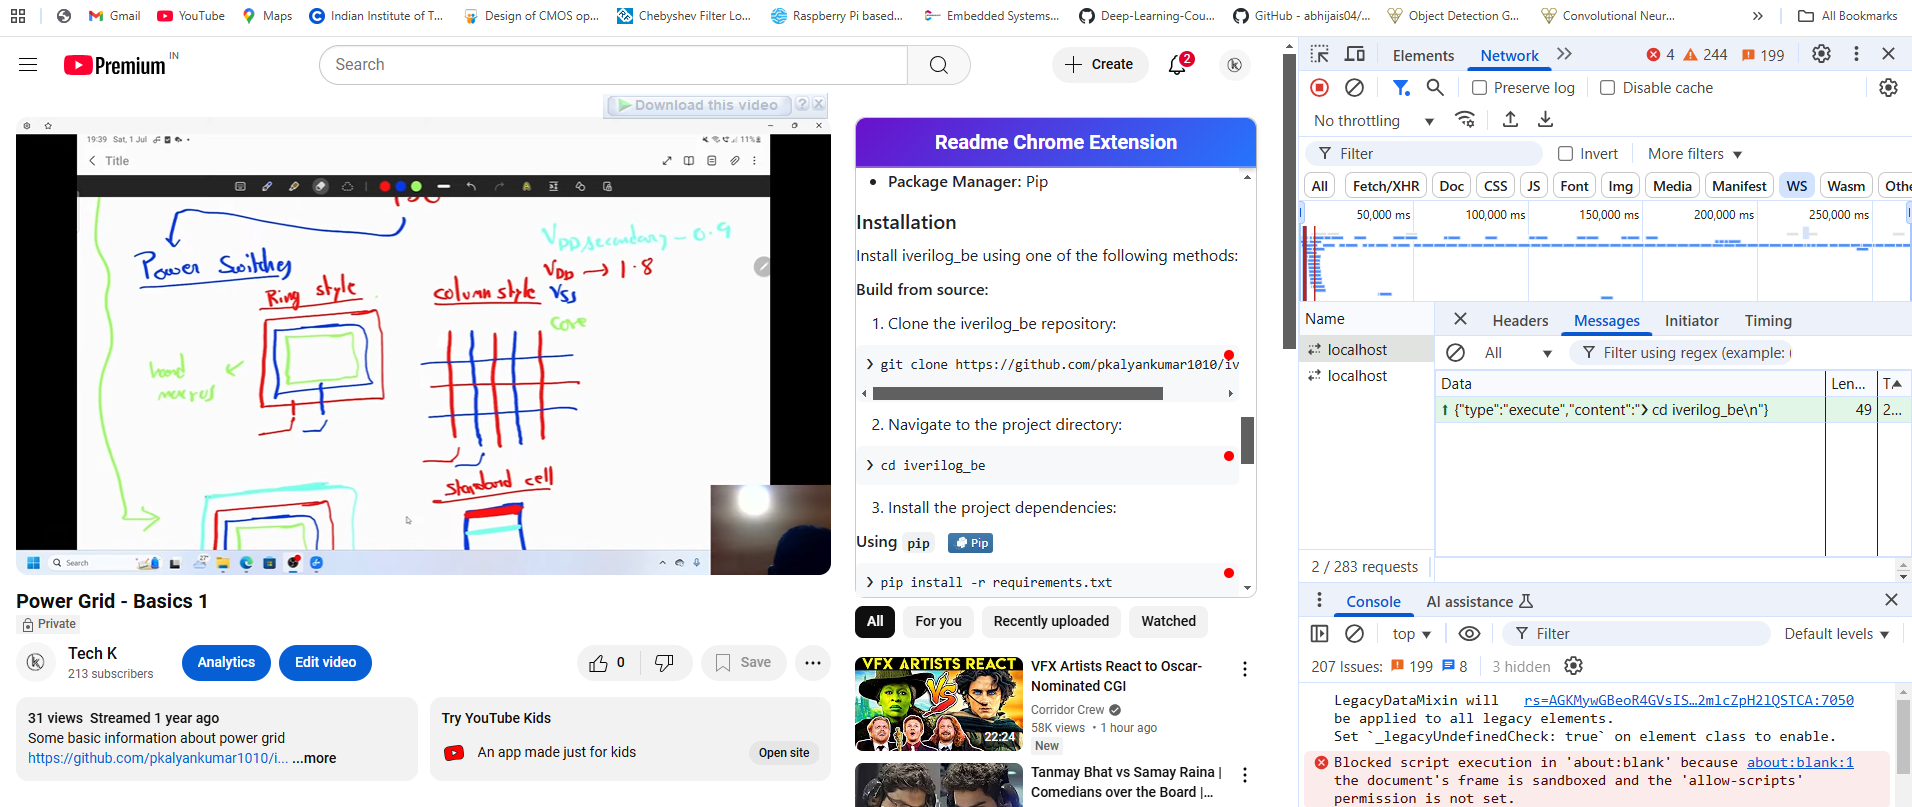 Gmail
YouTube
Maps
Indian Institute of T...
Design of CMOS op...
Chebyshev Filter Lo...
Raspberry Pi based...
Embedded Systems...
Deep-Learning-Cou...
GitHub - abhijais04/...
Object Detection G...
Convolutional Neur...
All Bookmarks
Premium IN
Search
Create
2
Download this video ? X
19:39 Sat, 1 Jul
11%
Title
Power Switches
VDDsecondary - 0.9
VDD → 1.8
VSS
core
Ring style
column style
hard
macros
standard cell
27°
Search
Power Grid - Basics 1
Private
Tech K
213 subscribers
Analytics
Edit video
0
Save
31 views Streamed 1 year ago
Some basic information about power grid
https://github.com/pkalyankumar1010/i... ...more
Try YouTube Kids
An app made just for kids
Open site
Readme Chrome Extension
• Package Manager: Pip
Installation
Install iverilog_be using one of the following methods:
Build from source:
1. Clone the iverilog_be repository:
❯ git clone https://github.com/pkalyankumar1010/iv
2. Navigate to the project directory:
❯ cd iverilog_be
3. Install the project dependencies:
Using pip Pip
❯ pip install -r requirements.txt
All
For you
Recently uploaded
Watched
VFX ARTISTS REACT
VS
22:24
VFX Artists React to Oscar-
Nominated CGI
Corridor Crew
58K views • 1 hour ago
New
Tanmay Bhat vs Samay Raina |
Comedians over the Board |...
Elements
Network
4
244
199
Preserve log
Disable cache
No throttling
Filter
Invert
More filters
All
Fetch/XHR
Doc
CSS
JS
Font
Img
Media
Manifest
WS
Wasm
Othe
50,000 ms
100,000 ms
150,000 ms
200,000 ms
250,000 ms
Name
localhost
localhost
2 / 283 requests
Headers
Messages
Initiator
Timing
All
Filter using regex (example: (
Data
Len...
T...
{"type":"execute","content":"❯ cd iverilog_be\n"}
49
2...
Console
AI assistance
top
Filter
Default levels
207 Issues: 199 8
3 hidden
LegacyDataMixin will rs=AGKMywGBeoR4GVsIS…2mlcZpH2lQSTCA:7050
be applied to all legacy elements.
Set `_legacyUndefinedCheck: true` on element class to enable.
Blocked script execution in 'about:blank' because about:blank:1
the document's frame is sandboxed and the 'allow-scripts'
permission is not set.